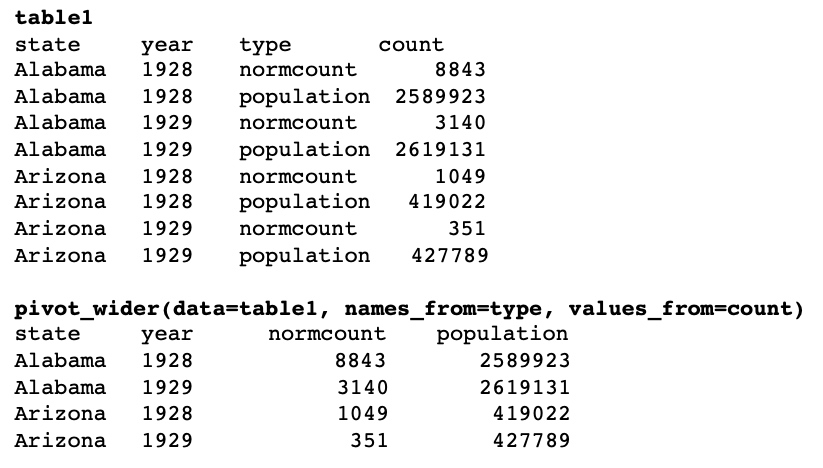 table1
state year type count
Alabama 1928 normcount 8843
Alabama 1928 population 2589923
Alabama 1929 normcount 3140
Alabama 1929 population 2619131
Arizona 1928 normcount 1049
Arizona 1928 population 419022
Arizona 1929 normcount 351
Arizona 1929 population 427789
pivot_wider(data=table1, names_from=type, values_from=count)
state year normcount population
Alabama 1928 8843 2589923
Alabama 1929 3140 2619131
Arizona 1928 1049 419022
Arizona 1929 351 427789